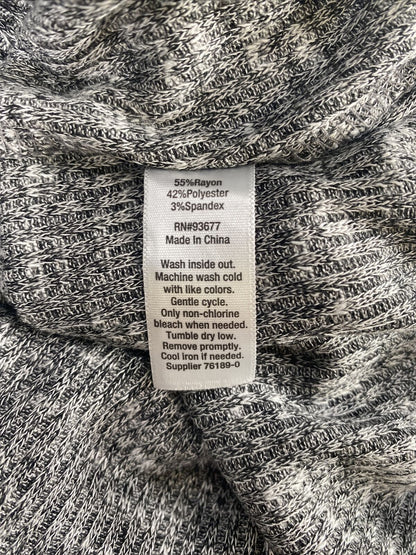 55%Rayon
42%Polyester
3%Spandex
RN#93677
Made In China
Wash inside out.
Machine wash cold
with like colors.
Gentle cycle.
Only non-chlorine
bleach when needed.
Tumble dry low.
Remove promptly.
Cool iron if needed.
Supplier 76189-0